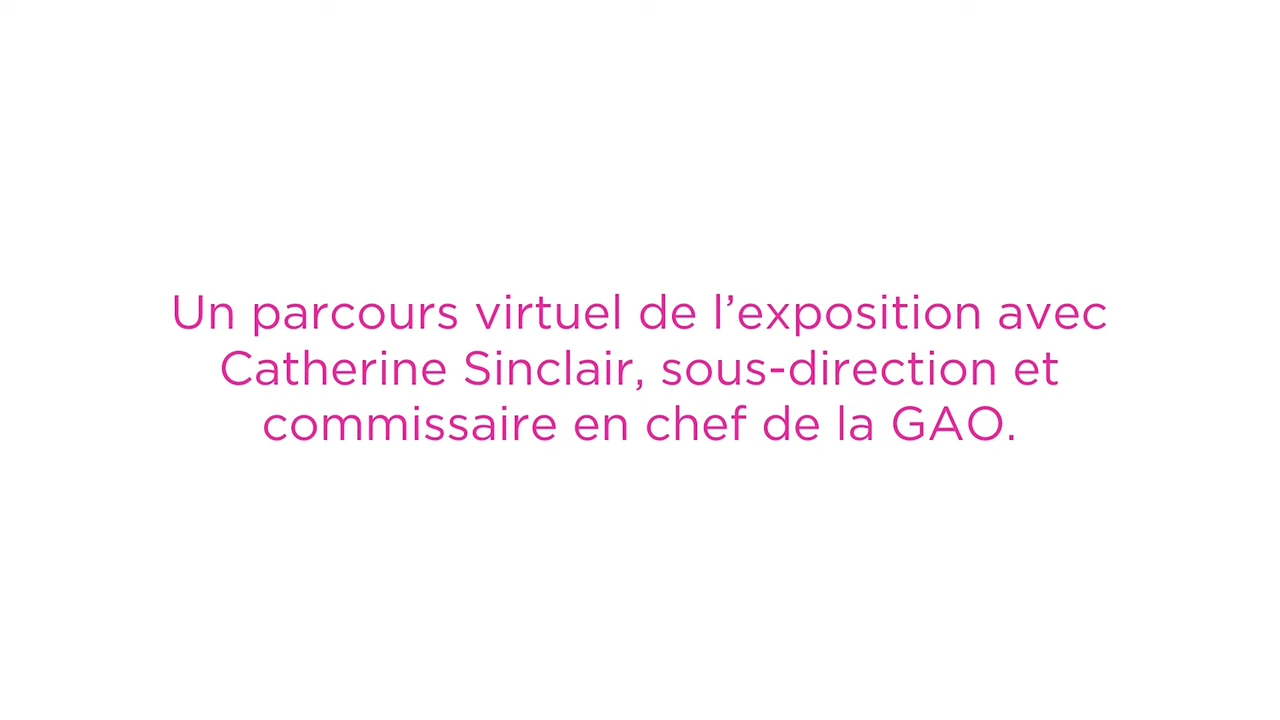 Un parcours virtuel de l’exposition avec
Catherine Sinclair, sous-direction et
commissaire en chef de la GAO.